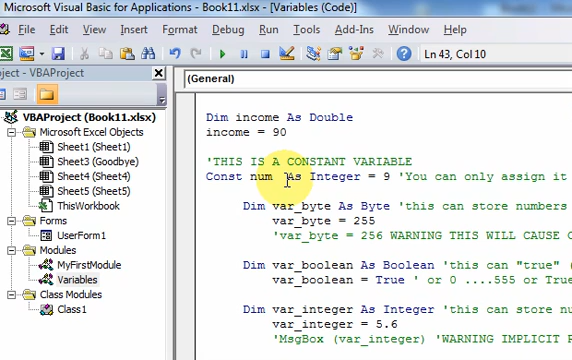 Microsoft Visual Basic for Applications - Book11.xlsx - [Variables (Code)]
File Edit View Insert Format Debug Run Tools Add-Ins Window Help
Ln 43, Col 10
oject - VBAProject
(General)
VBAProject (Book11.xlsx)
Microsoft Excel Objects
Sheet1 (Sheet1)
Sheet3 (Goodbye)
Sheet4 (Sheet4)
Sheet5 (Sheet5)
ThisWorkbook
Forms
UserForm1
Modules
MyFirstModule
Variables
Class Modules
Class1
Dim income As Double
income = 90
'THIS IS A CONSTANT VARIABLE
Const num As Integer = 9 'You can only assign it
Dim var_byte As Byte 'this can store numbers
var_byte = 255
'var_byte = 256 WARNING THIS WILL CAUSE
Dim var_boolean As Boolean 'this can "true" (
var_boolean = True ' or 0 ....555 or True
Dim var_integer As Integer 'this can store nu
var_integer = 5.6
'MsgBox (var_integer) 'WARNING IMPLICIT